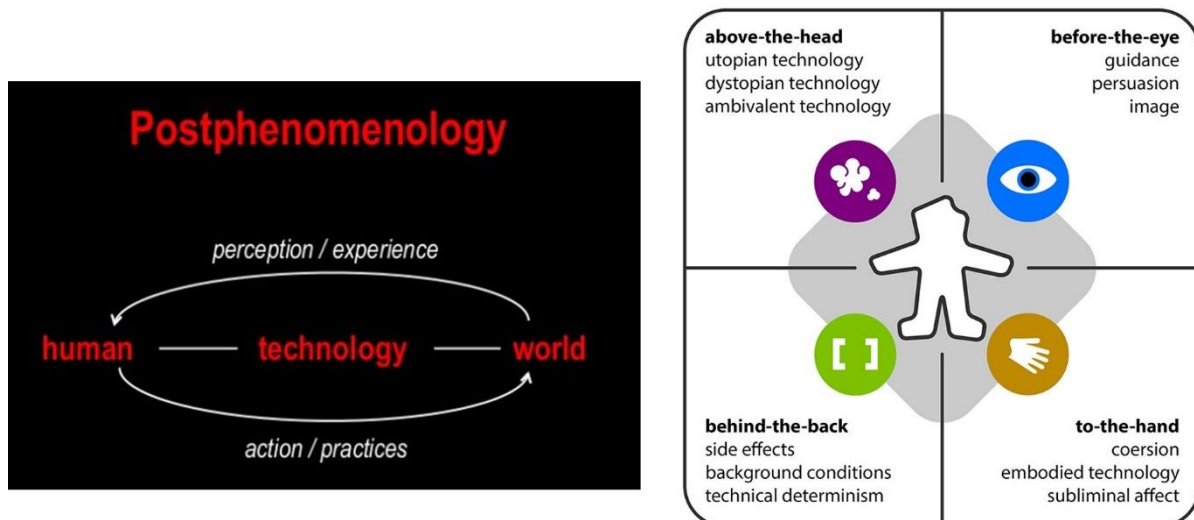 Postphenomenology
perception / experience
human
technology
world
action / practices
above-the-head
utopian technology
dystopian technology
ambivalent technology
before-the-eye
guidance
persuasion
image
behind-the-back
side effects
background conditions
technical determinism
to-the-hand
coersion
embodied technology
subliminal affect